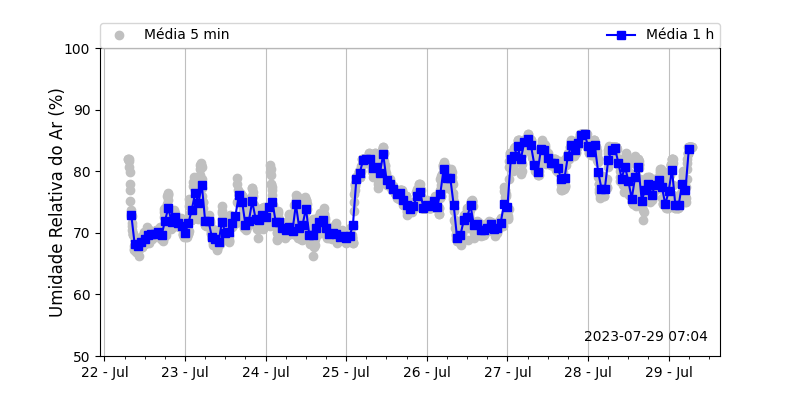 Média 5 min
Média 1 h
100
90
80
70
60
50
Umidade Relativa do Ar (%)
2023-07-29 07:04
22 - Jul
23 - Jul
24 - Jul
25 - Jul
26 - Jul
27 - Jul
28 - Jul
29 - Jul